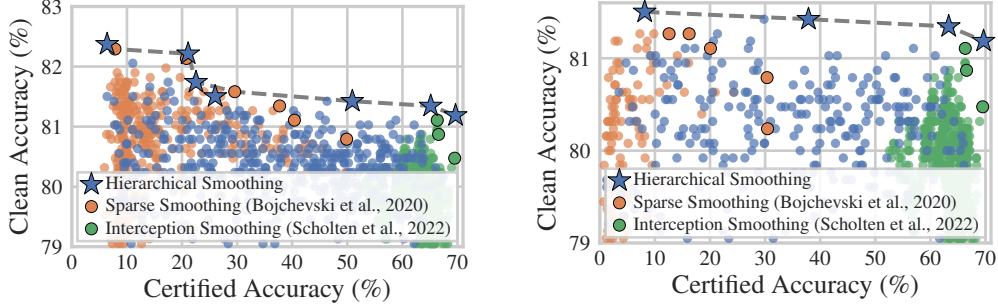 83
82
81
80
79
Clean Accuracy (%)
Hierarchical Smoothing
Sparse Smoothing (Bojchevski et al., 2020)
Interception Smoothing (Scholten et al., 2022)
0 10 20 30 40 50 60 70
Certified Accuracy (%)
81
80
79
Clean Accuracy (%)
Hierarchical Smoothing
Sparse Smoothing (Bojchevski et al., 2020)
Interception Smoothing (Scholten et al., 2022)
0 10 20 30 40 50 60 70
Certified Accuracy (%)